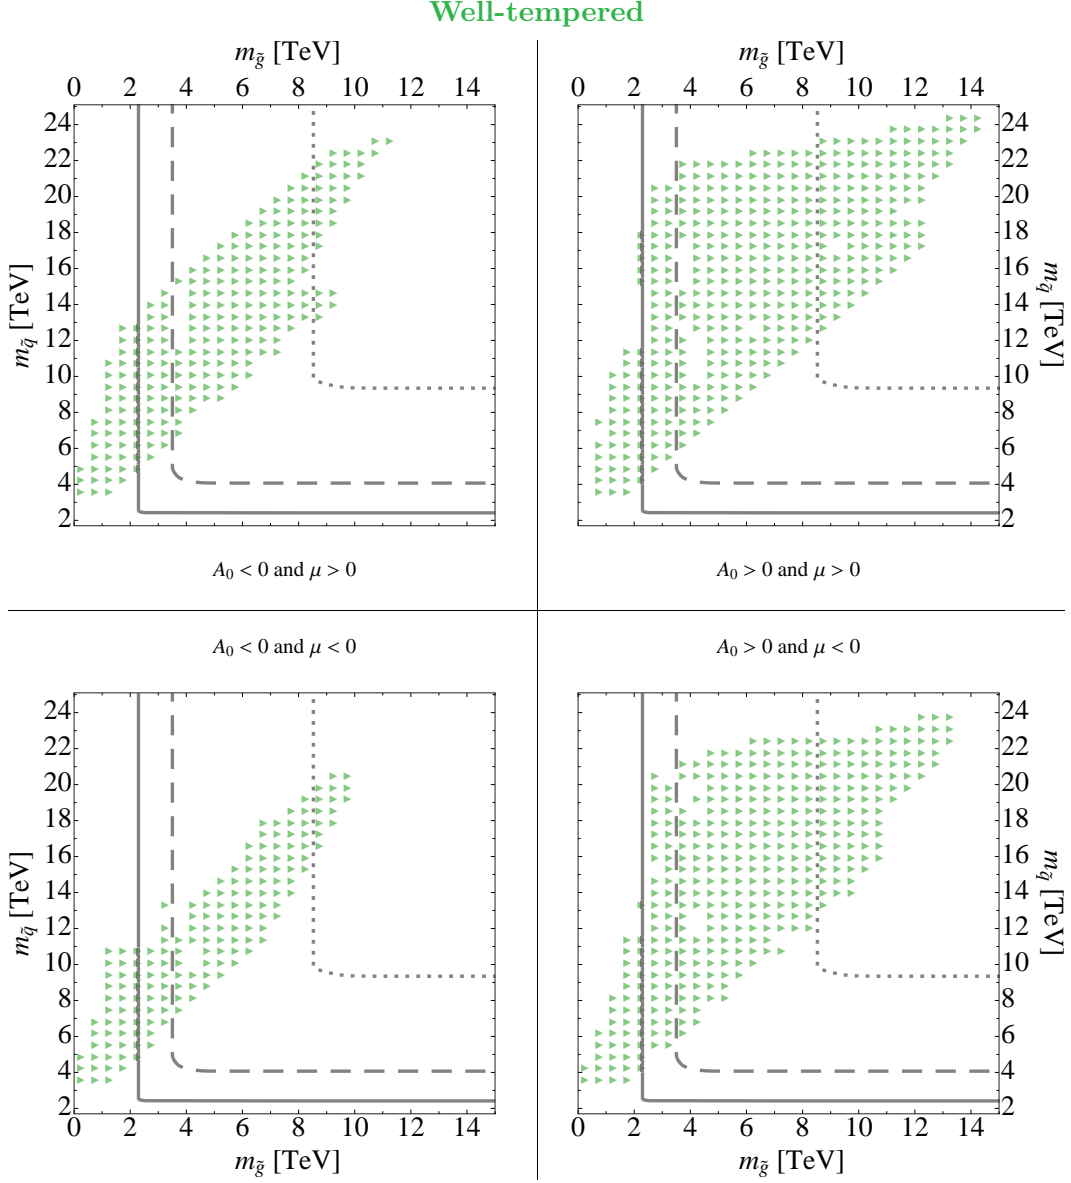 Well-tempered
m_g̃ [TeV]
0 2 4 6 8 10 12 14
m_g̃ [TeV]
0 2 4 6 8 10 12 14
m_q̃ [TeV]
24
22
20
18
16
14
12
10
8
6
4
2
24
22
20
18
16
14
12
10
8
6
4
2
m_q̃ [TeV]
A₀ < 0 and μ > 0
A₀ > 0 and μ > 0
A₀ < 0 and μ < 0
A₀ > 0 and μ < 0
m_q̃ [TeV]
24
22
20
18
16
14
12
10
8
6
4
2
24
22
20
18
16
14
12
10
8
6
4
2
m_q̃ [TeV]
0 2 4 6 8 10 12 14
m_g̃ [TeV]
0 2 4 6 8 10 12 14
m_g̃ [TeV]